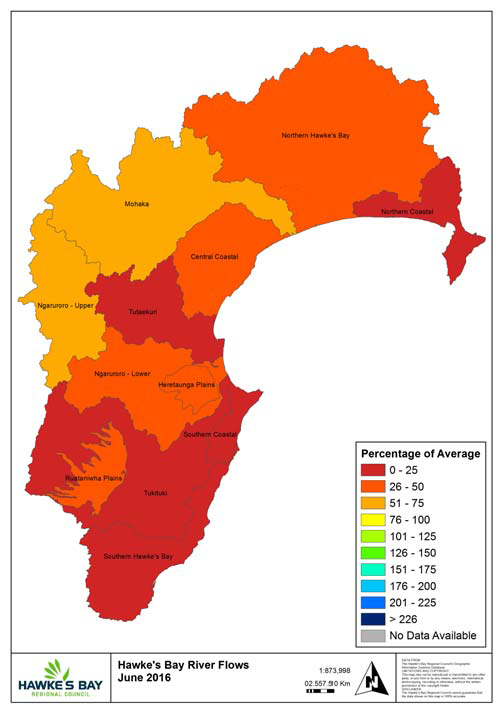 Northern Hawke's Bay
Mohaka
Northern Coastal
Central Coastal
Ngaruroro - Upper
Tutaekuri
Ngaruroro - Lower
Heretaunga Plains
Southern Coastal
Ruataniwha Plains
Tukituki
Southern Hawke's Bay
Percentage of Average
0 - 25
26 - 50
51 - 75
76 - 100
101 - 125
126 - 150
151 - 175
176 - 200
201 - 225
> 226
No Data Available
HAWKE'S BAY
REGIONAL COUNCIL
Hawke's Bay River Flows
June 2016
1:873,998
Km
N
DATA FROM